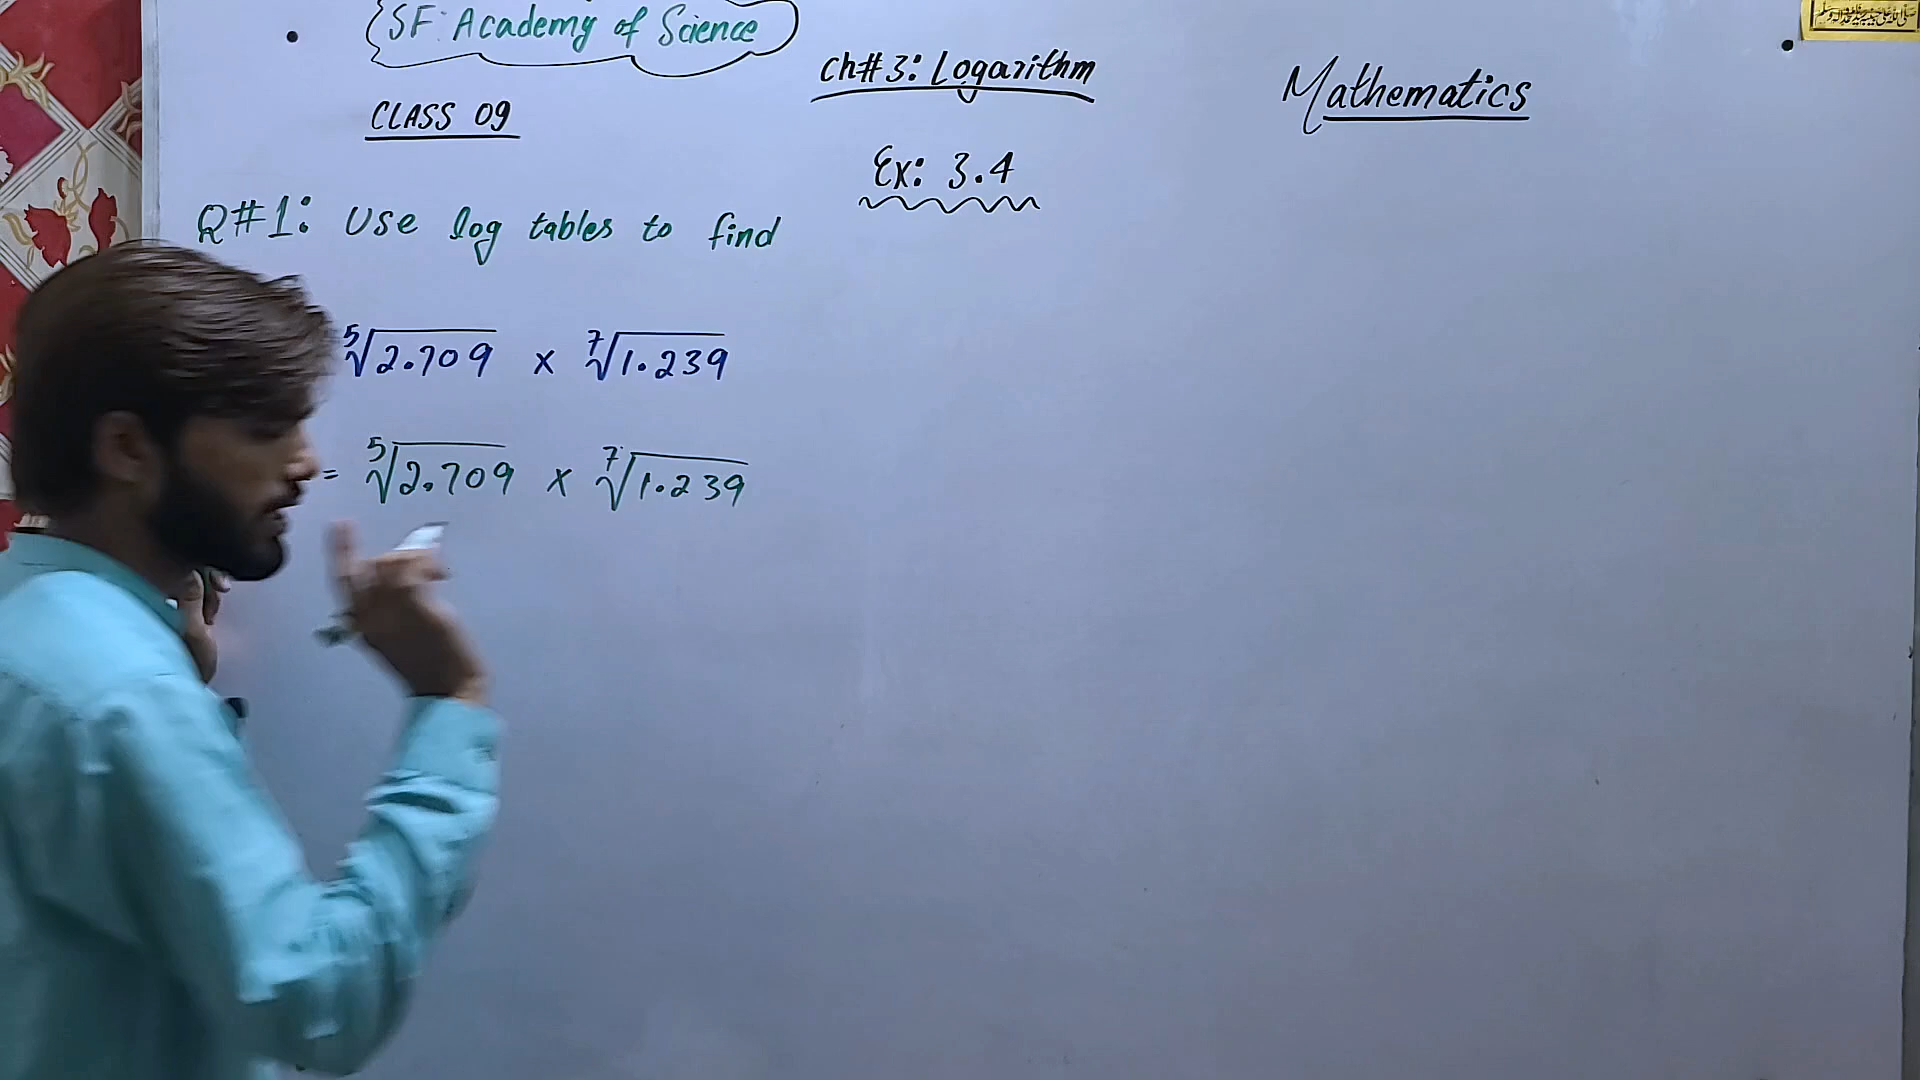 SF: Academy of Science
Ch#3: Logarithm
Mathematics
CLASS 09
Ex: 3.4
Q#1: Use log tables to find
⁵√2.709 × ⁷√1.239
= ⁵√2.709 × ⁷√1.239